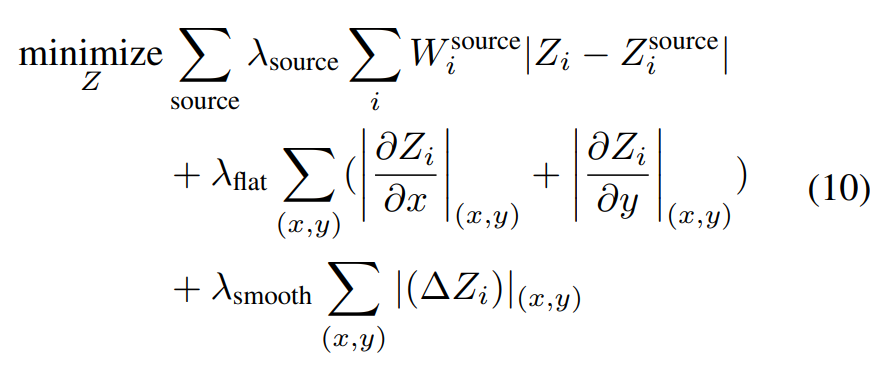 minimize_Z ∑_source λ_source ∑_i W_i^source |Z_i − Z_i^source|
+ λ_flat ∑_(x,y) (|∂Z_i/∂x|_(x,y) + |∂Z_i/∂y|_(x,y)) (10)
+ λ_smooth ∑_(x,y) |(ΔZ_i)|_(x,y)